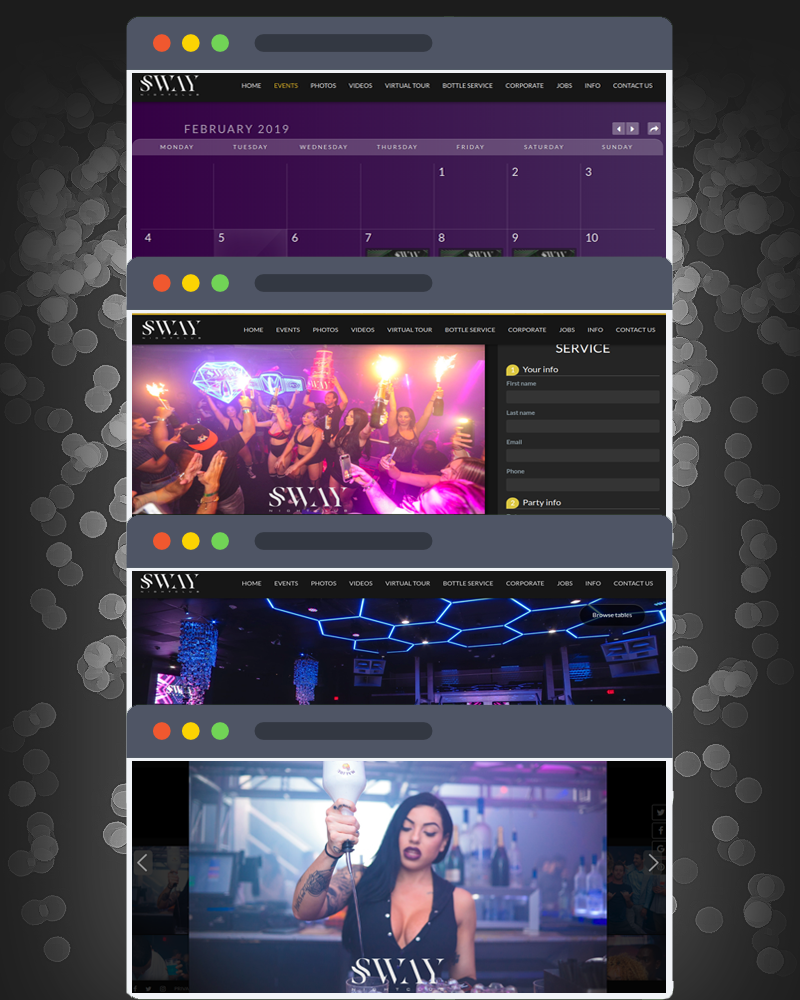 SWAY HOME EVENTS PHOTOS VIDEOS VIRTUAL TOUR BOTTLE SERVICE CORPORATE JOBS INFO CONTACT US
NIGHTCLUB
FEBRUARY 2019
MONDAY TUESDAY WEDNESDAY THURSDAY FRIDAY SATURDAY SUNDAY
1 2 3
4 5 6 7 8 9 10
SWAY HOME EVENTS PHOTOS VIDEOS VIRTUAL TOUR BOTTLE SERVICE CORPORATE JOBS INFO CONTACT US
NIGHTCLUB
SERVICE
1 Your info
First name
Last name
Email
Phone
2 Party info
SWAY
SWAY
NIGHTCLUB
SWAY HOME EVENTS PHOTOS VIDEOS VIRTUAL TOUR BOTTLE SERVICE CORPORATE JOBS INFO CONTACT US
NIGHTCLUB
Browse tables
SWAY
SWAY